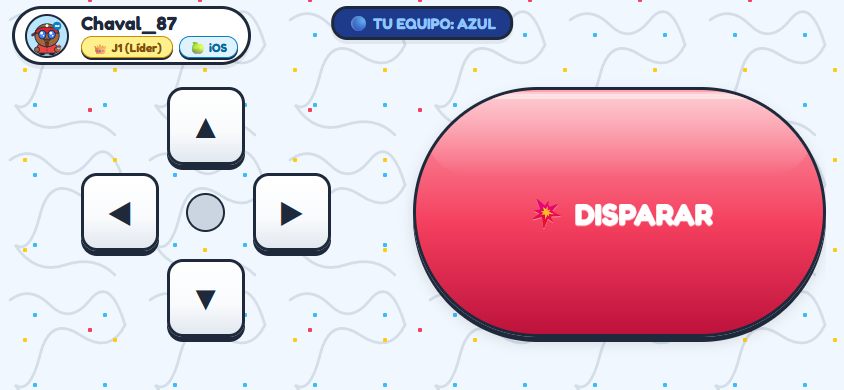 Chaval_87
J1 (Líder)
iOS
TU EQUIPO: AZUL
DISPARAR